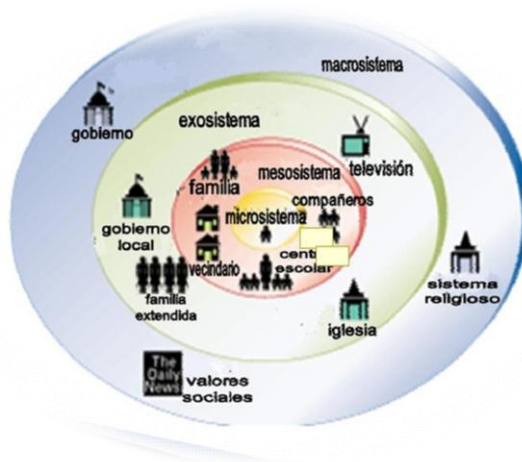 macrosistema
gobierno
exosistema
televisión
familia
mesosistema
compañeros
microsistema
gobierno
local
vecindario
escolar
familia
extendida
iglesia
sistema
religioso
The
Daily
News
valores
sociales